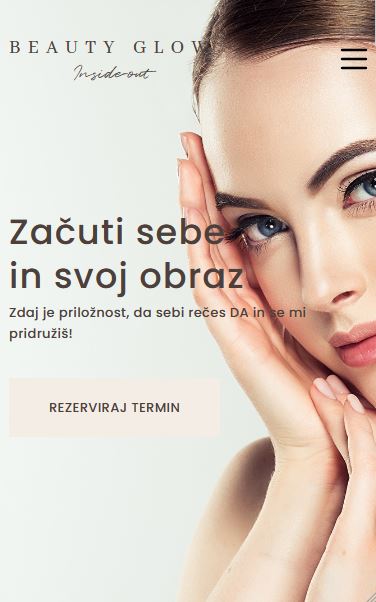 BEAUTY GLOW
Inside out
Začuti sebe
in svoj obraz
Zdaj je priložnost, da sebi rečes DA in se mi
pridružiš!
REZERVIRAJ TERMIN